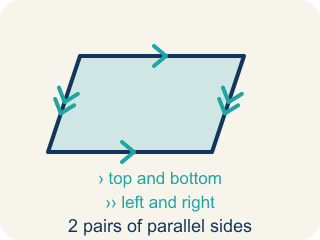 › top and bottom
›› left and right
2 pairs of parallel sides